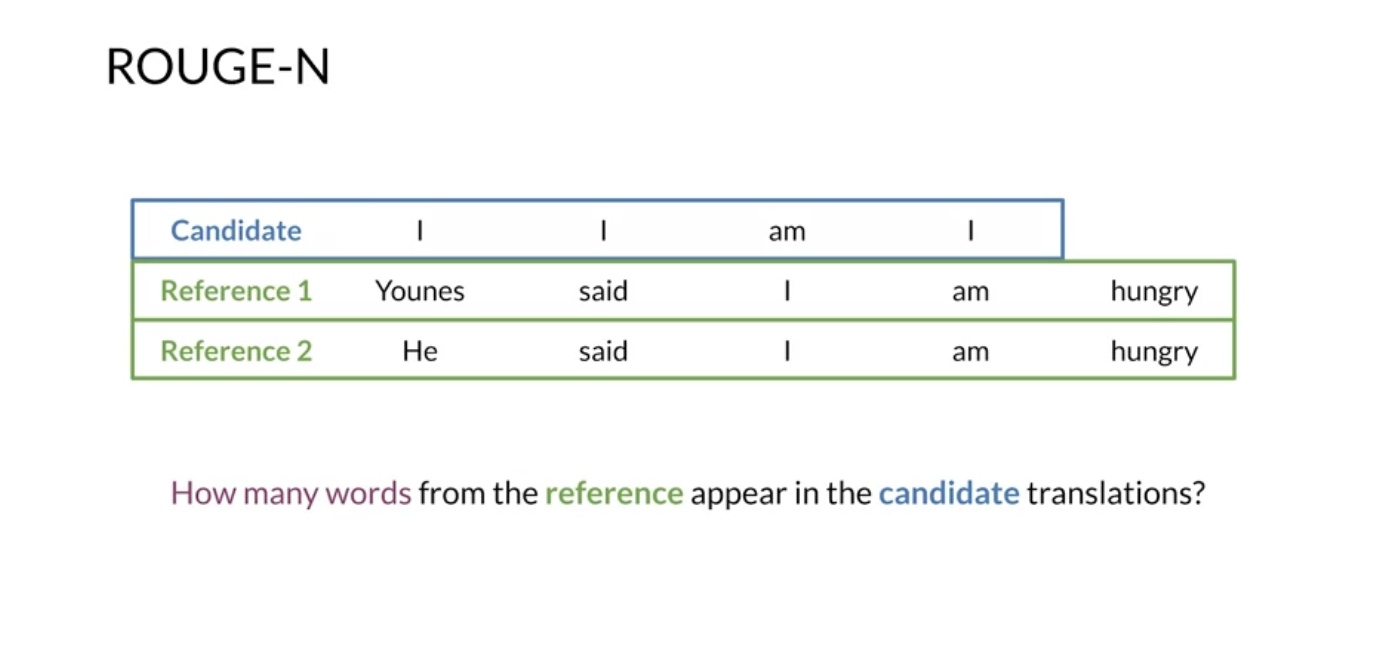 ROUGE-N
Candidate I I am I
Reference 1 Younes said I am hungry
Reference 2 He said I am hungry
How many words from the reference appear in the candidate translations?